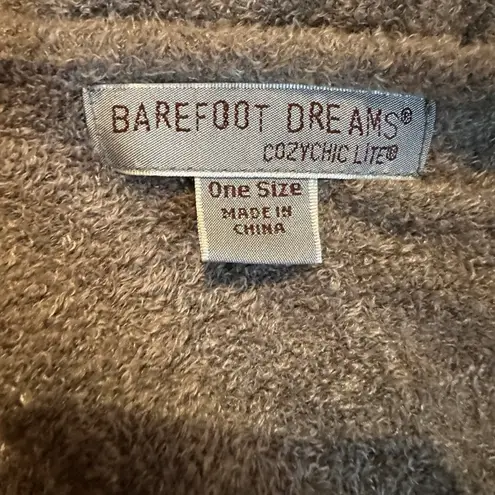 BAREFOOT DREAMS®
COZYCHIC LITE®
One Size
MADE IN
CHINA